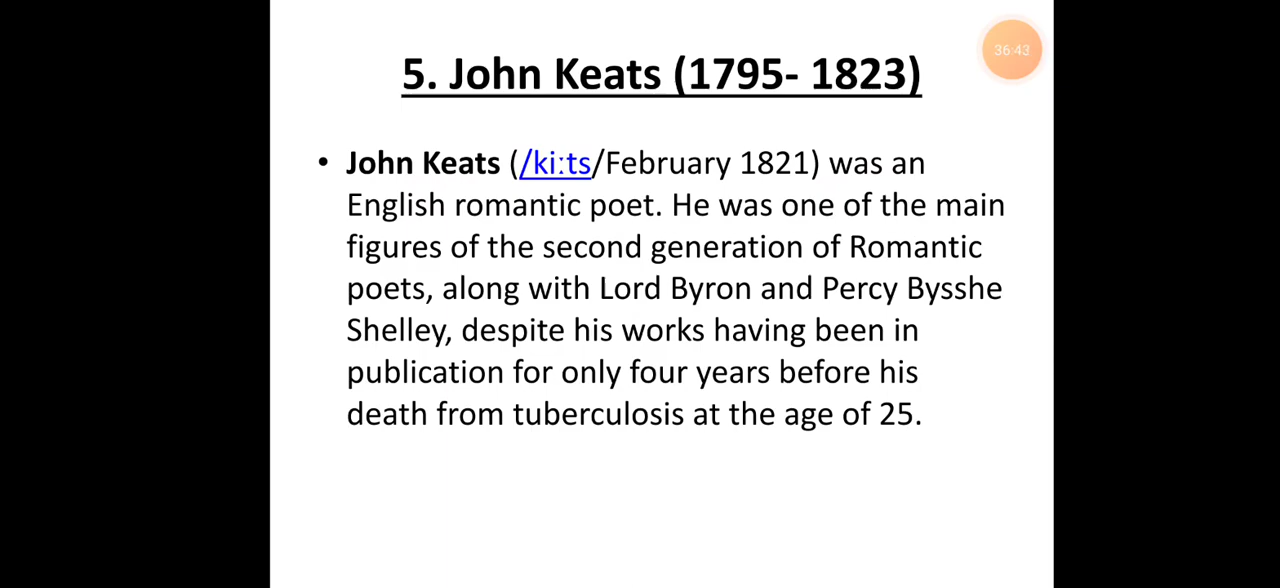 36:43
5. John Keats (1795- 1823)
• John Keats (/kiːts/February 1821) was an
English romantic poet. He was one of the main
figures of the second generation of Romantic
poets, along with Lord Byron and Percy Bysshe
Shelley, despite his works having been in
publication for only four years before his
death from tuberculosis at the age of 25.